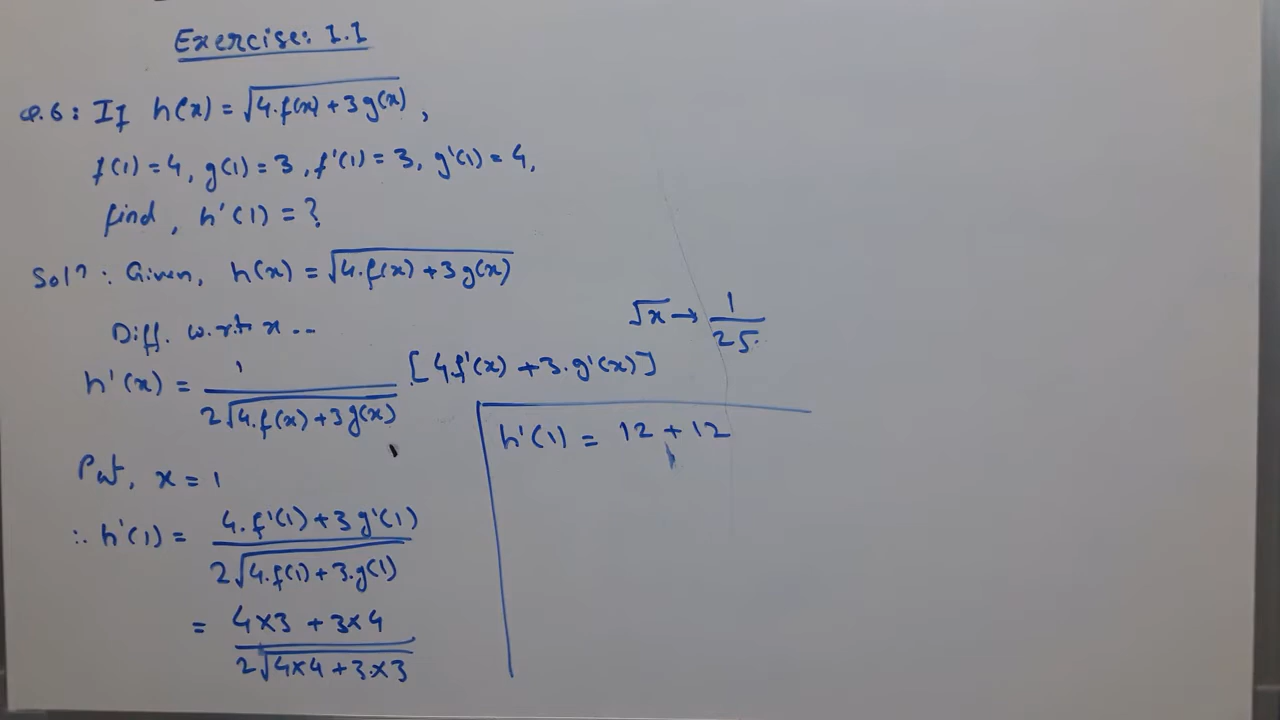 Exercise: 1.1
Q.6: If h(x) = √(4.f(x) + 3g(x)),
f(1) = 4, g(1) = 3, f'(1) = 3, g'(1) = 4,
find, h'(1) = ?
Solⁿ: Given, h(x) = √(4.f(x) + 3g(x))
Diff. w.r.t. x ...
√x → 1/(2√.)
h'(x) = 1/(2√(4.f(x) + 3g(x))) [4.f'(x) + 3.g'(x)]
Put, x = 1
∴ h'(1) = (4.f'(1) + 3g'(1))/(2√(4.f(1) + 3.g(1)))
= (4×3 + 3×4)/(2√(4×4 + 3×3))
h'(1) = 12 + 12